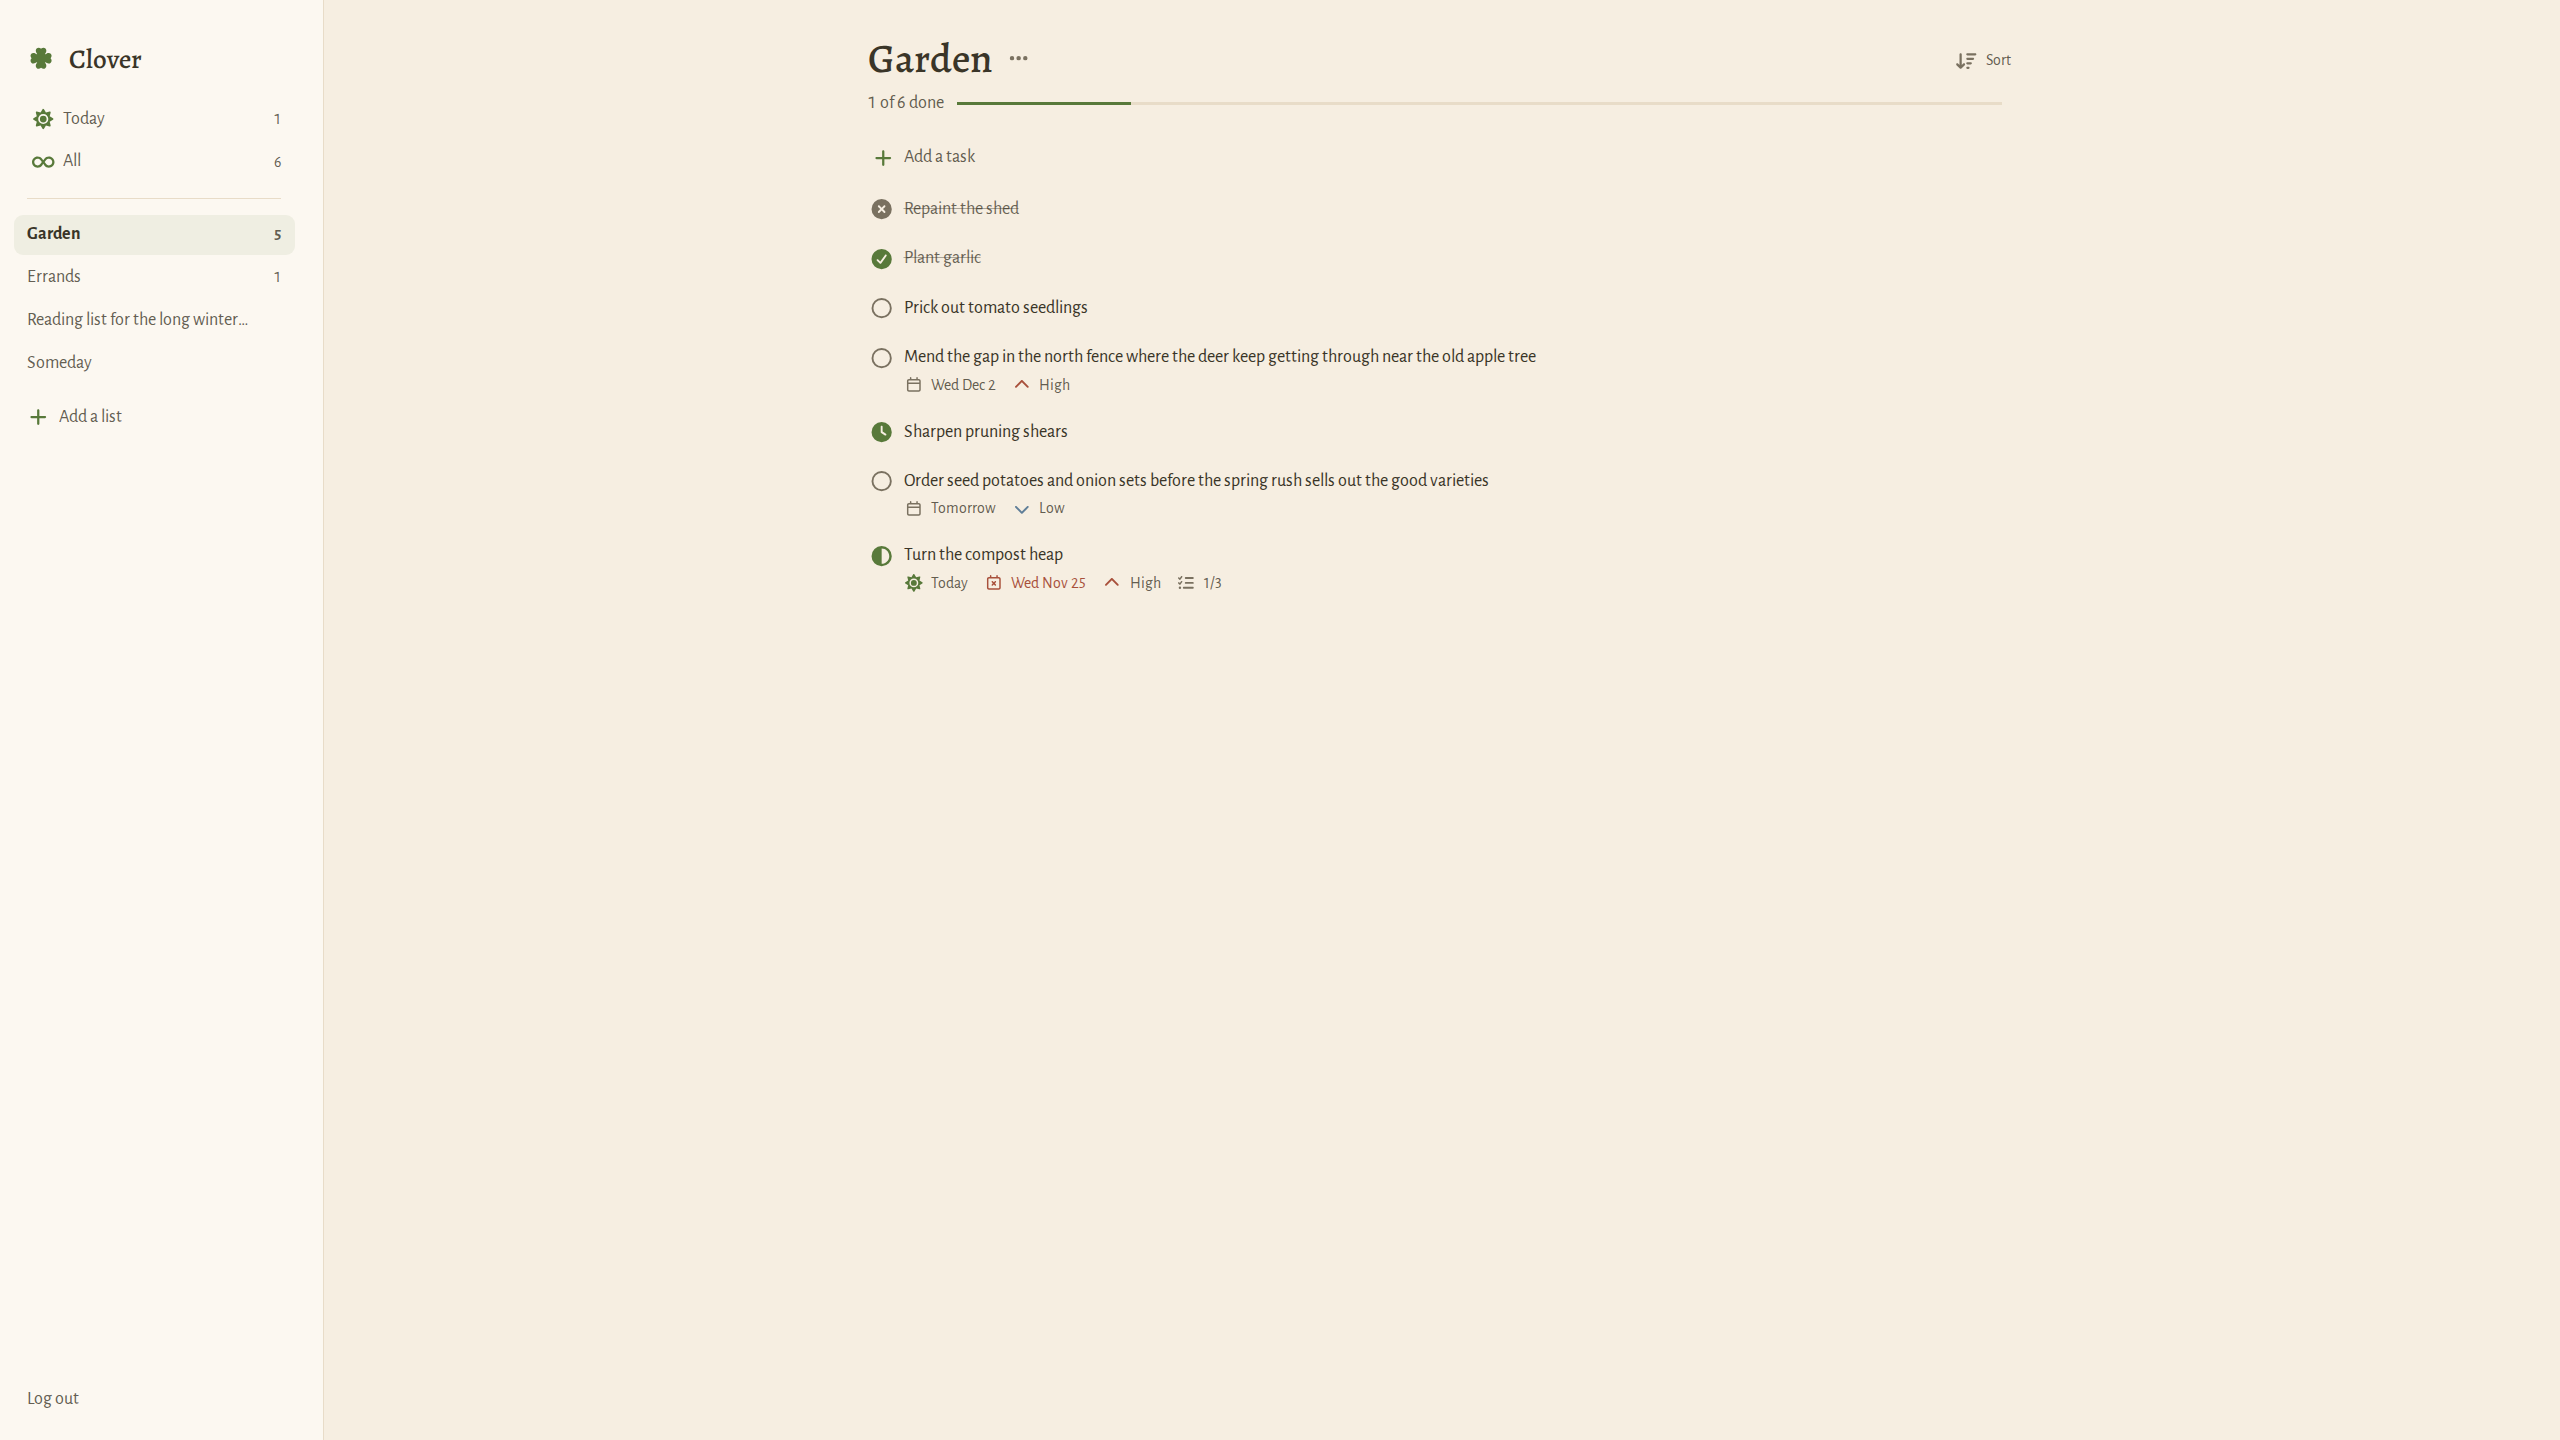 Clover
Today 1
All 6
Garden 5
Errands 1
Reading list for the long winter...
Someday
Add a list
Log out
Garden
Sort
1 of 6 done
Add a task
Repaint the shed
Plant garlic
Prick out tomato seedlings
Mend the gap in the north fence where the deer keep getting through near the old apple tree
Wed Dec 2 High
Sharpen pruning shears
Order seed potatoes and onion sets before the spring rush sells out the good varieties
Tomorrow Low
Turn the compost heap
Today Wed Nov 25 High 1/3